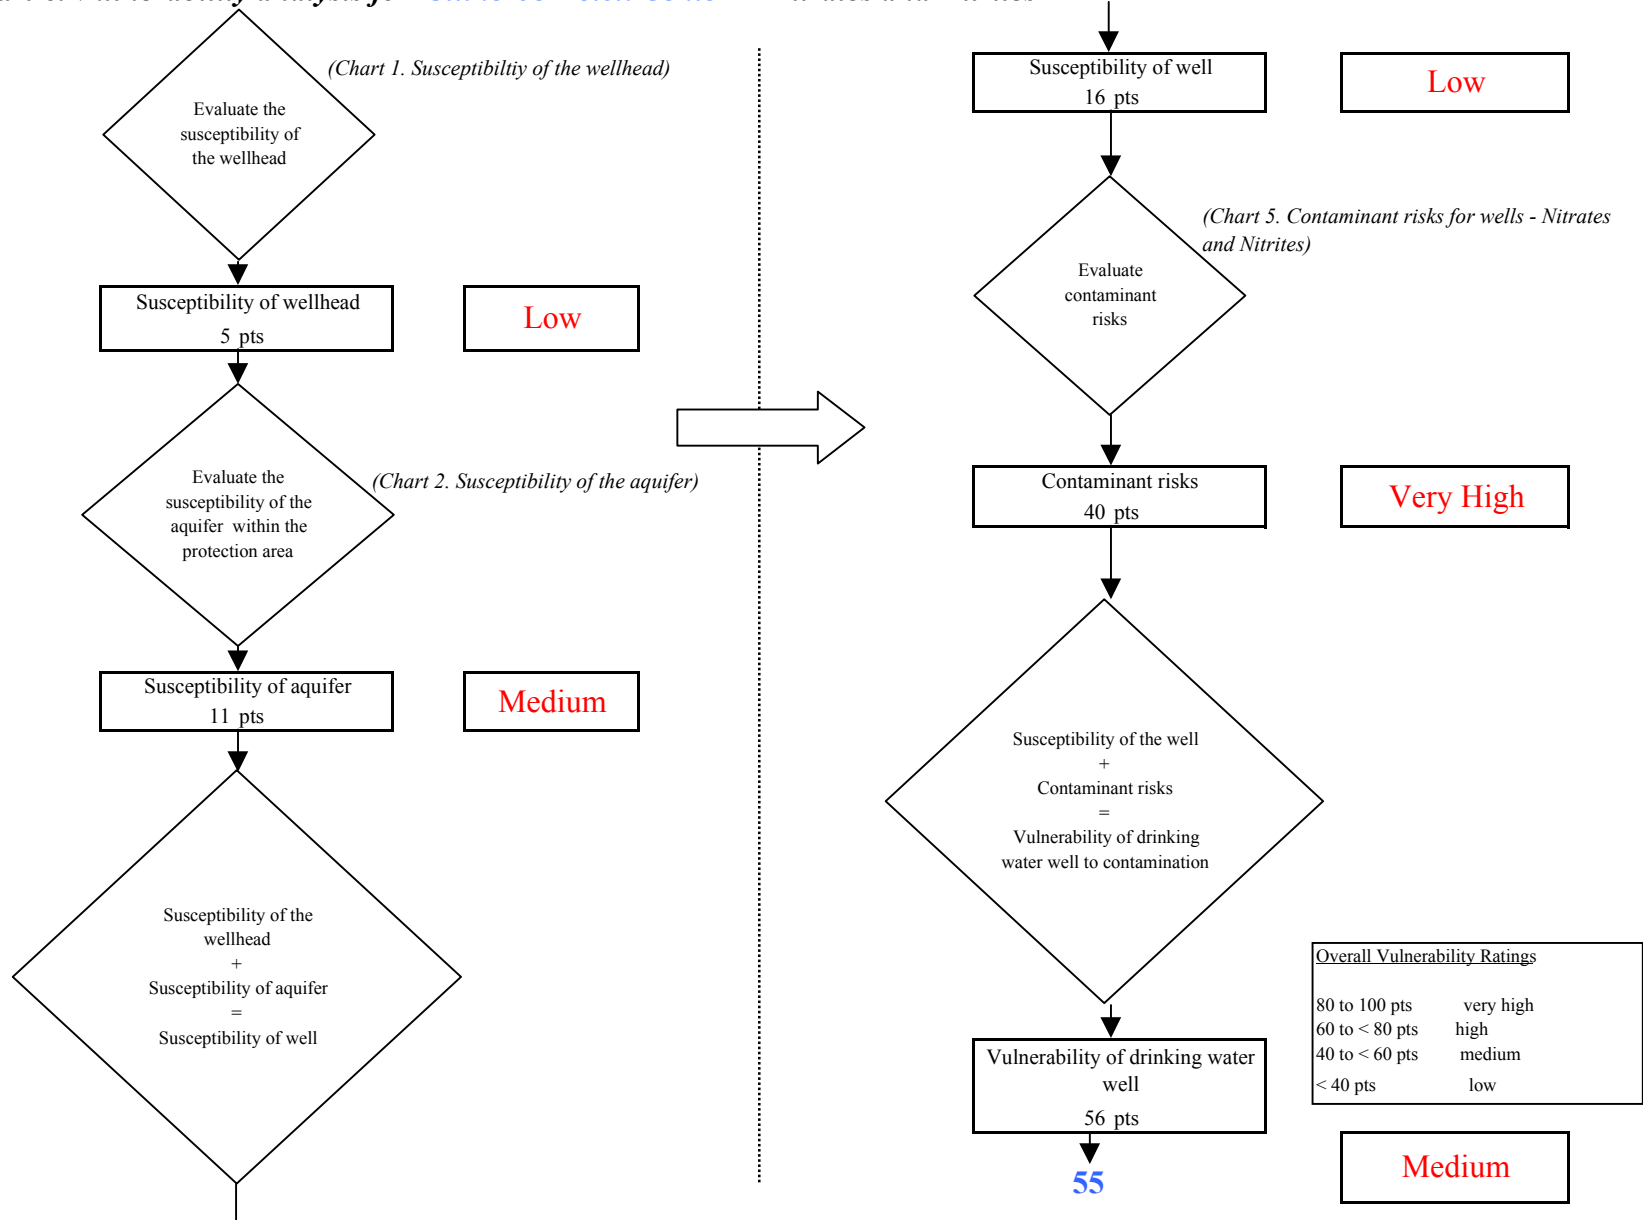 (Chart 1. Susceptibiltiy of the wellhead)
Evaluate the
susceptibility of
the wellhead
Susceptibility of wellhead
5 pts
Low
Evaluate the
susceptibility of the
aquifer within the
protection area
(Chart 2. Susceptibility of the aquifer)
Susceptibility of aquifer
11 pts
Medium
Susceptibility of the
wellhead
+
Susceptibility of aquifer
=
Susceptibility of well
Susceptibility of well
16 pts
Low
(Chart 5. Contaminant risks for wells - Nitrates
and Nitrites)
Evaluate
contaminant
risks
Contaminant risks
40 pts
Very High
Susceptibility of the well
+
Contaminant risks
=
Vulnerability of drinking
water well to contamination
Vulnerability of drinking water
well
56 pts
55
Overall Vulnerability Ratings
80 to 100 pts very high
60 to < 80 pts high
40 to < 60 pts medium
< 40 pts low
Medium